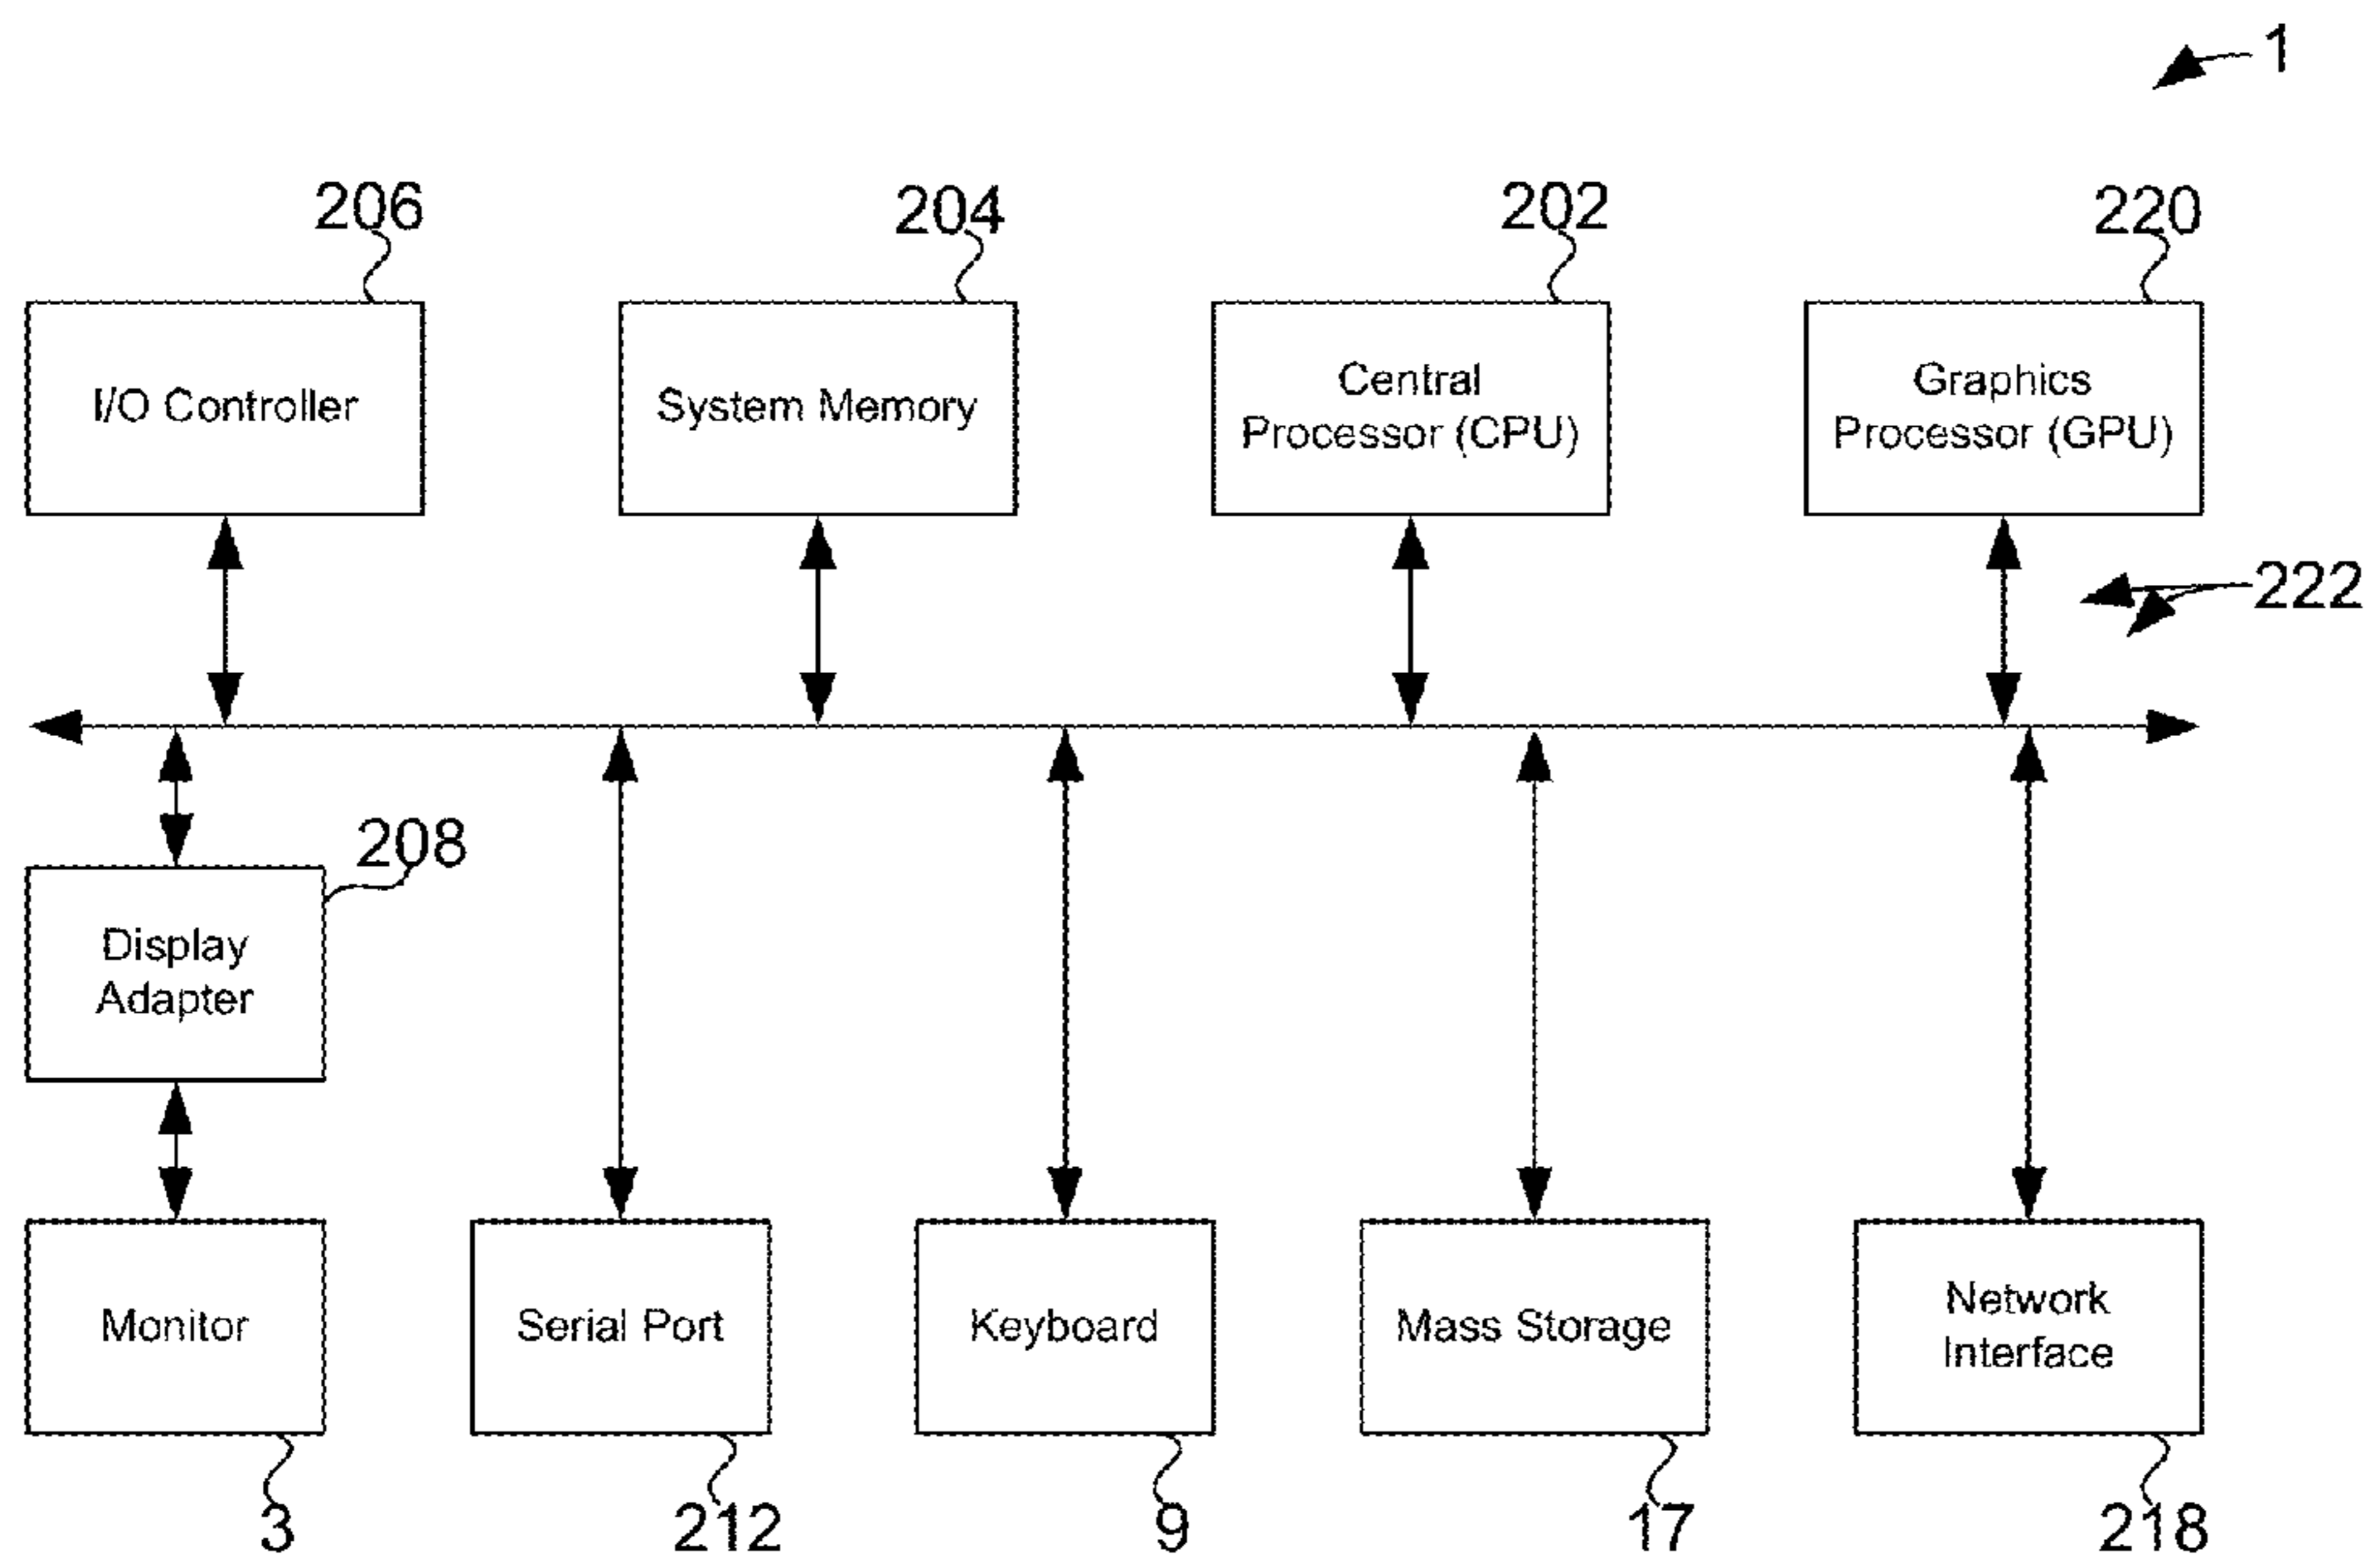 1
206
204
202
220
I/O Controller
System Memory
Central
Processor (CPU)
Graphics
Processor (GPU)
222
208
Display
Adapter
Monitor
Serial Port
Keyboard
Mass Storage
Network
Interface
3
212
9
17
218